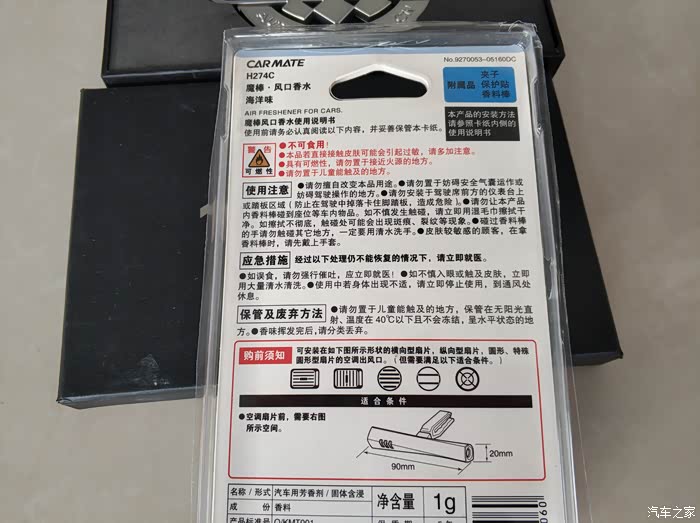 CARMATE
No.9270053-05160DC
H274C
魔棒·风口香水
海洋味
附属品
夹子
保护贴
香料棒
AIR FRESHENER FOR CARS.
魔棒风口香水使用说明书
使用前请务必认真阅读以下内容，并妥善保管本卡纸。
本产品的安装方法
请参照卡纸内侧的
使用说明书
警告
可燃性
●不可食用！
●本品若直接接触皮肤可能会引起过敏，请多加注意。
●具有可燃性，请勿置于接近火源的地方。
●请勿置于儿童能触及的地方。
使用注意 ●请勿擅自改变本品用途。●请勿置于妨碍安全气囊运作或
妨碍驾驶操作的地方。●请勿安装于驾驶席前方的仪表台上
或踏板区域（防止在驾驶中掉落卡住脚踏板，造成危险）。●请勿让本产品
内香料棒碰到座位等车内物品。如不慎发生触碰，请立即用湿毛巾擦拭干
净。如擦拭不彻底，触碰处可能会出现斑痕、裂纹等现象。●碰过香料棒
的手请勿触碰其它地方，一定要用清水洗手。●皮肤较敏感的顾客，在拿
香料棒时，请先戴上手套。
应急措施 经过以下处理仍不能恢复的情况下，请立即就医。
●如误食，请勿强行催吐，应立即就医！●如不慎入眼或触及皮肤，立即
用大量清水清洗。●使用中若身体出现不适，请立即停止使用，到通风处
休息。
保管及废弃方法 ●请勿置于儿童能触及的地方，保管在无阳光直
射、温度在40℃以下且不会冻结，呈水平状态的地
方。●香味挥发完后，请分类丢弃。
购前须知
可安装在如下图所示形状的横向型扇片，纵向型扇片，圆形、特殊
圆形型扇片的空调出风口。（但需要满足以下适合条件。）
适合条件
●空调扇片前，需要右图
所示空间。
20mm
90mm
名称/形式 汽车用芳香剂/固体含浸
净含量 1g
成份 香料
产品标准号 Q/KMT001
汽车之家